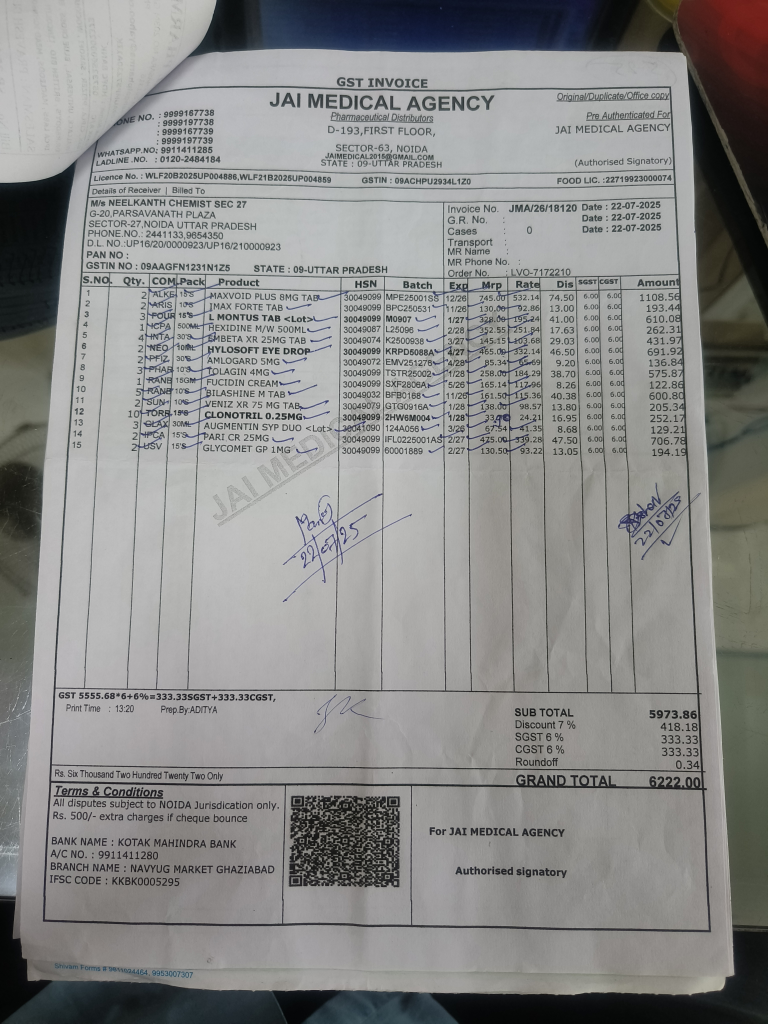 GST INVOICE
JAI MEDICAL AGENCY
Original/Duplicate/Office copy
Pharmaceutical Distributors
Pre Authenticated For
D-193,FIRST FLOOR,
JAI MEDICAL AGENCY
SECTOR-63, NOIDA
JAIMEDICAL2015@GMAIL.COM
STATE : 09-UTTAR PRADESH
(Authorised Signatory)
ONE NO. : 9999167738
: 9999197738
: 9999167739
: 9999197739
WHATSAPP.NO: 9911411285
LADLINE .NO. : 0120-2484184
Licence No. : WLF20B2025UP004886,WLF21B2025UP004859 GSTIN : 09ACHPU2934L1Z0 FOOD LIC. :22719923000074
Details of Receiver | Billed To
M/s NEELKANTH CHEMIST SEC 27
G-20,PARSAVANATH PLAZA
SECTOR-27,NOIDA UTTAR PRADESH
PHONE.NO.: 2441133,9654350
D.L. NO.:UP16/20/0000923/UP16/210000923
PAN NO :
GSTIN NO : 09AAGFN1231N1Z5 STATE : 09-UTTAR PRADESH
Invoice No. JMA/26/18120 Date : 22-07-2025
G.R. No. : Date : 22-07-2025
Cases : 0 Date : 22-07-2025
Transport :
MR Name :
MR Phone No. :
Order No. : LVO-7172210
S.NO. Qty. COM. Pack Product HSN Batch Exp Mrp Rate Dis SGST CGST Amount
1 2 ALKE 15'S MAXVOID PLUS 8MG TAB 30049099 MPE25001SS 12/26 745.00 532.14 74.50 6.00 6.00 1108.56
2 2 ARIS 10'S IMAX FORTE TAB 30049099 BPC250531 11/26 130.00 92.86 13.00 6.00 6.00 193.44
3 3 FOUR 15'S L MONTUS TAB <Lot> 30049099 M0907 1/27 195.24 41.00 6.00 6.00 610.08
4 1 ICPA 500ML HEXIDINE M/W 500ML 30049087 L25096 2/28 352.55 251.84 17.63 6.00 6.00 262.31
5 4 INTA 30'S EMBETA XR 25MG TAB 30049074 K2500938 3/27 145.15 103.68 29.03 6.00 6.00 431.97
6 2 NEO 10ML HYLOSOFT EYE DROP 30049099 KRPD5088A 4/27 465.00 332.14 46.50 6.00 6.00 691.92
7 2 PFIZ 30'S AMLOGARD 5MG 30049072 EMV25127 4/28 85.34 9.20 6.00 6.00 136.84
8 3 PHAR 10'S TOLAGIN 4MG 30049099 TSTR25002 1/28 258.00 184.29 38.70 6.00 6.00 575.87
9 1 RANB 15GM FUCIDIN CREAM 30049099 SXF2806A 5/26 165.14 117.96 8.26 6.00 6.00 122.86
10 5 RANB 10'S BILASHINE M TAB 30049032 BFB0188 11/26 161.50 115.36 40.38 6.00 6.00 600.80
11 2 SUN 10'S VENIZ XR 75 MG TAB 30049079 GTG0916A 1/28 138.00 98.57 13.80 6.00 6.00 205.34
12 10 TORR 15'S CLONOTRIL 0.25MG 30049099 2HW6M004 1/28 24.21 16.95 6.00 6.00 252.17
13 3 GLAX 30ML AUGMENTIN SYP DUO <Lot> 30041090 124A056 3/26 67.54 41.35 8.68 6.00 6.00 129.21
14 2 IPCA 15'S PARI CR 25MG 30049099 IFL0225001AS 2/27 475.00 339.28 47.50 6.00 6.00 706.78
15 2 USV 15'S GLYCOMET GP 1MG 30049099 60001889 2/27 130.50 93.22 13.05 6.00 6.00 194.19
JAI MEDIC
22/07/25
22/07/25
GST 5555.68*6+6%=333.33SGST+333.33CGST,
Print Time : 13:20 Prep.By:ADITYA
SUB TOTAL 5973.86
Discount 7 % 418.18
SGST 6 % 333.33
CGST 6 % 333.33
Roundoff 0.34
Rs. Six Thousand Two Hundred Twenty Two Only
GRAND TOTAL 6222.00
Terms & Conditions
All disputes subject to NOIDA Jurisdication only.
Rs. 500/- extra charges if cheque bounce
BANK NAME : KOTAK MAHINDRA BANK
A/C NO. : 9911411280
BRANCH NAME : NAVYUG MARKET GHAZIABAD
IFSC CODE : KKBK0005295
For JAI MEDICAL AGENCY
Authorised signatory